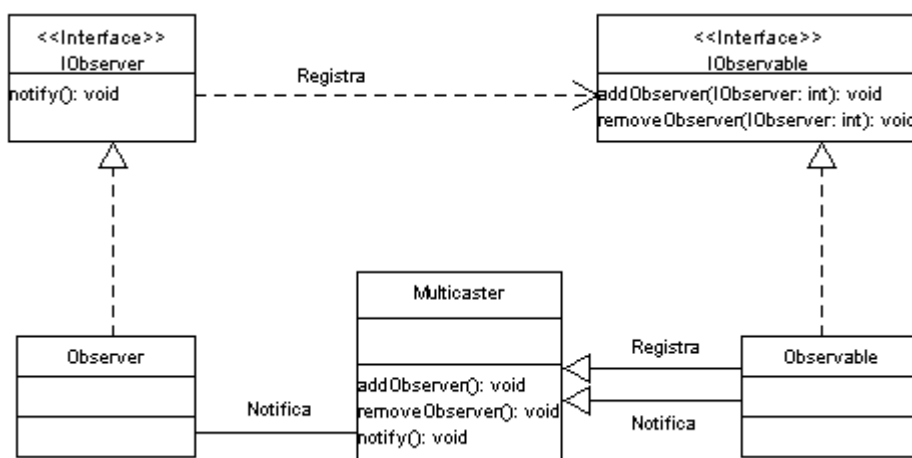 <<Interface>>
IObserver
notify(): void
Registra
<<Interface>>
IObservable
addObserver(IObserver: int): void
removeObserver(IObserver: int): void
Multicaster
addObserver(): void
removeObserver(): void
notify(): void
Observer
Notifica
Registra
Notifica
Observable